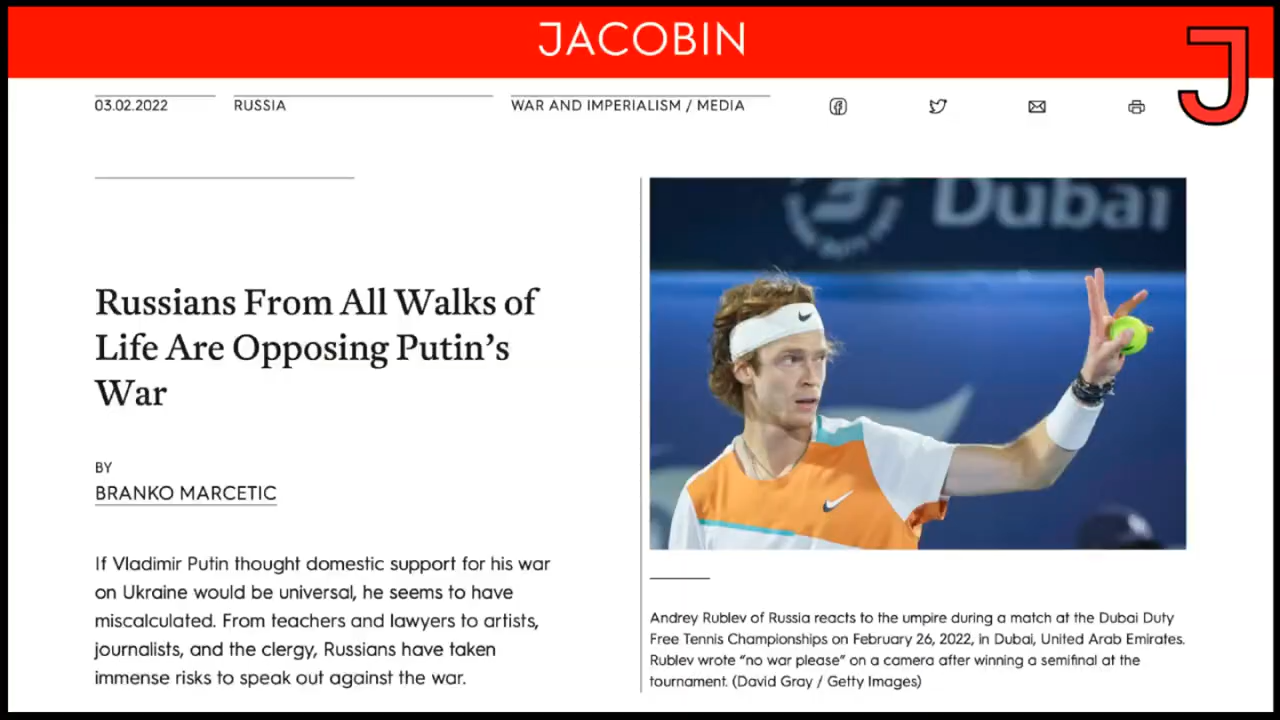 JACOBIN
J
03.02.2022
RUSSIA
WAR AND IMPERIALISM / MEDIA
Dubai
Russians From All Walks of
Life Are Opposing Putin's
War
BY
BRANKO MARCETIC
If Vladimir Putin thought domestic support for his war
on Ukraine would be universal, he seems to have
miscalculated. From teachers and lawyers to artists,
journalists, and the clergy, Russians have taken
immense risks to speak out against the war.
Andrey Rublev of Russia reacts to the umpire during a match at the Dubai Duty
Free Tennis Championships on February 26, 2022, in Dubai, United Arab Emirates.
Rublev wrote “no war please” on a camera after winning a semifinal at the
tournament. (David Gray / Getty Images)